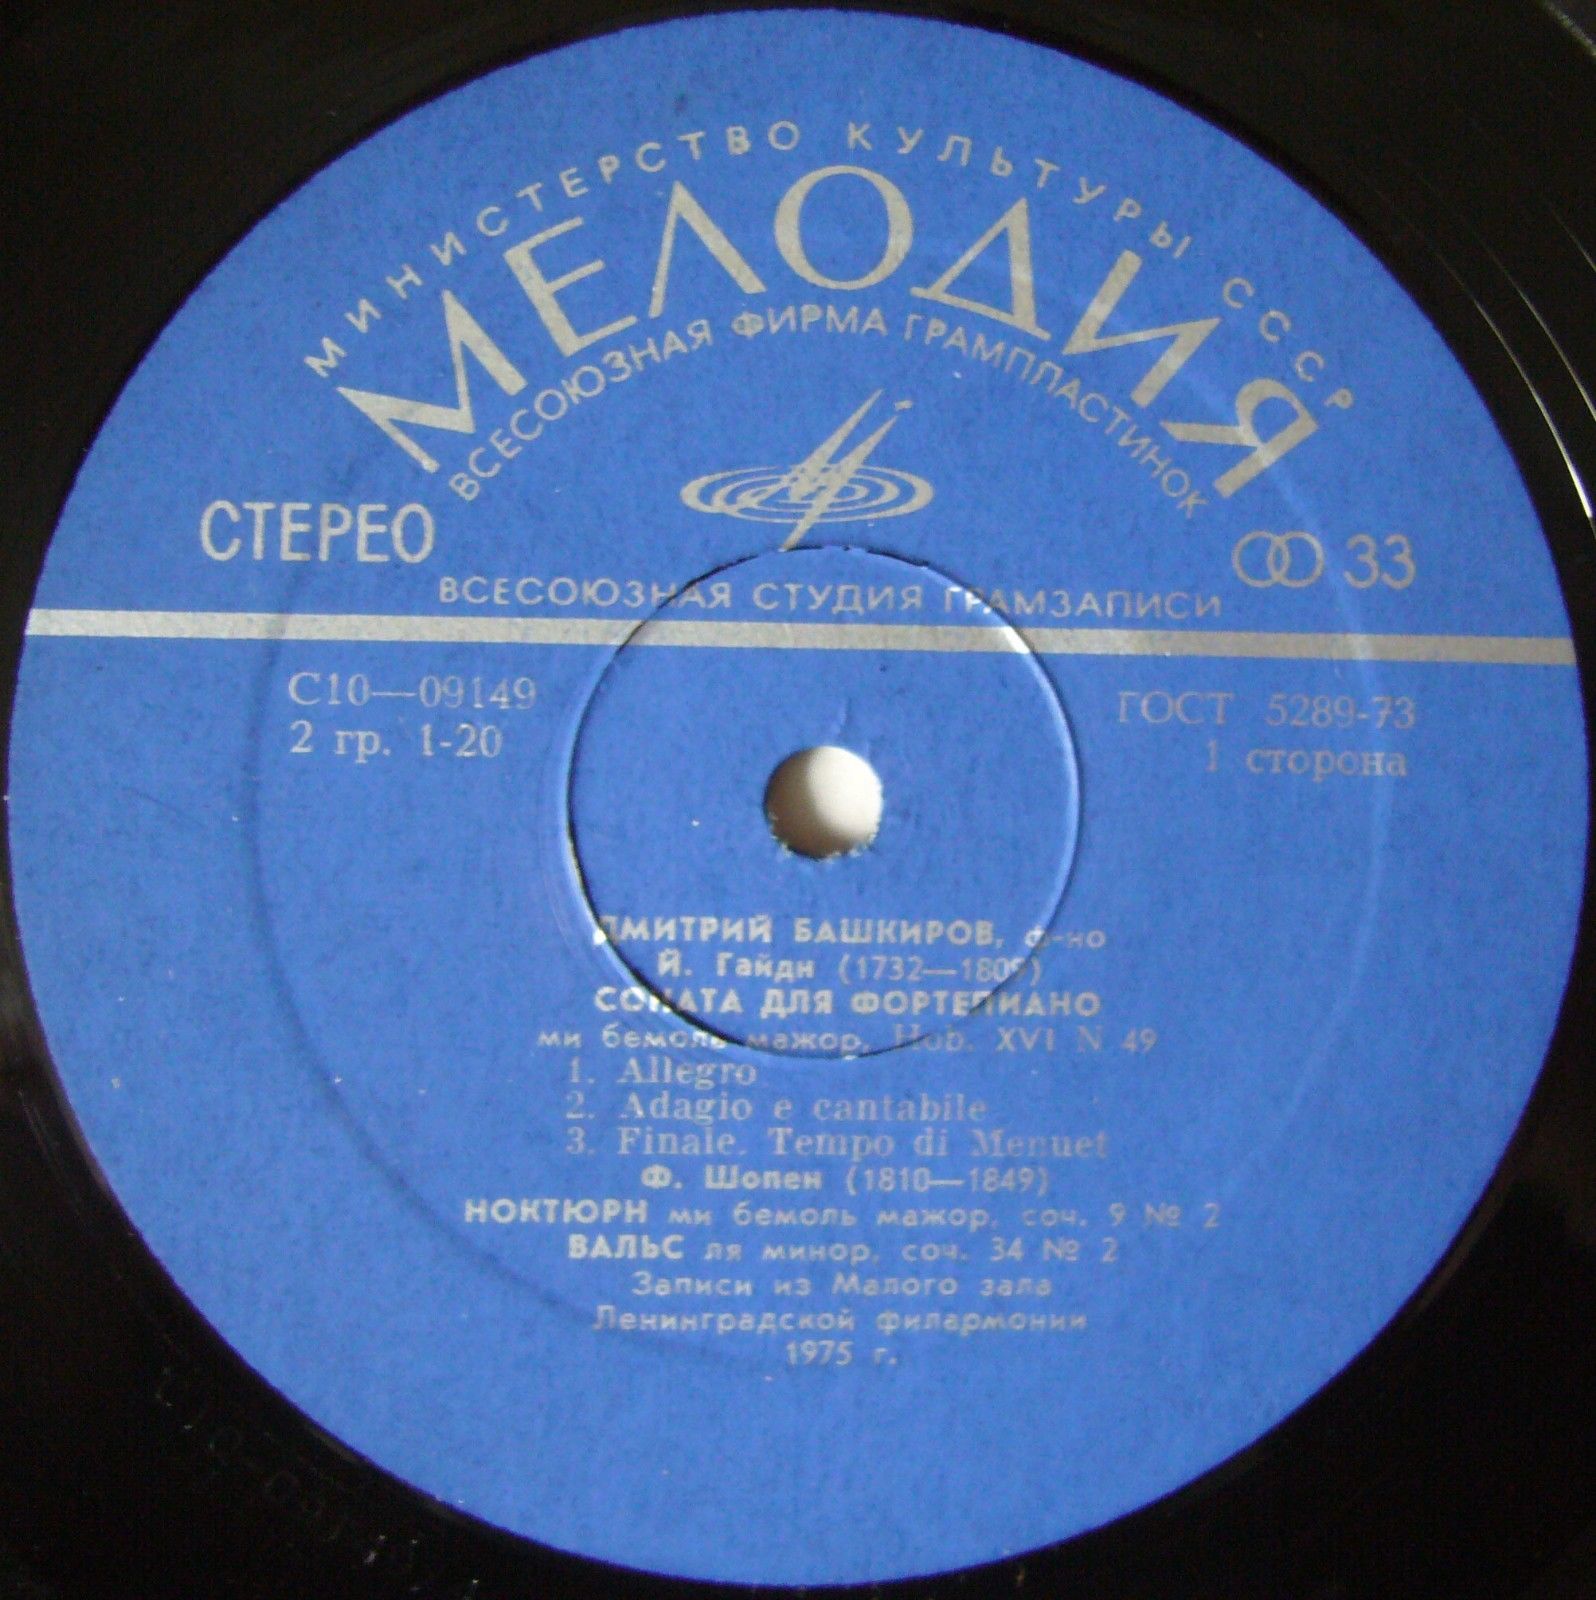 МИНИСТЕРСТВО КУЛЬТУРЫ СССР
МЕЛОДИЯ
ВСЕСОЮЗНАЯ ФИРМА ГРАМПЛАСТИНОК
СТЕРЕО
33
ВСЕСОЮЗНАЯ СТУДИЯ ГРАМЗАПИСИ
С10—09149
ГОСТ 5289-73
2 гр. 1-20
1 сторона
ДМИТРИЙ БАШКИРОВ, ф-но
Й. Гайдн (1732—1809)
СОНАТА ДЛЯ ФОРТЕПИАНО
ми бемоль мажор, Hob. XVI N 49
1. Allegro
2. Adagio e cantabile
3. Finale. Tempo di Menuet
Ф. Шопен (1810—1849)
НОКТЮРН ми бемоль мажор, соч. 9 № 2
ВАЛЬС ля минор, соч. 34 № 2
Записи из Малого зала
Ленинградской филармонии
1975 г.